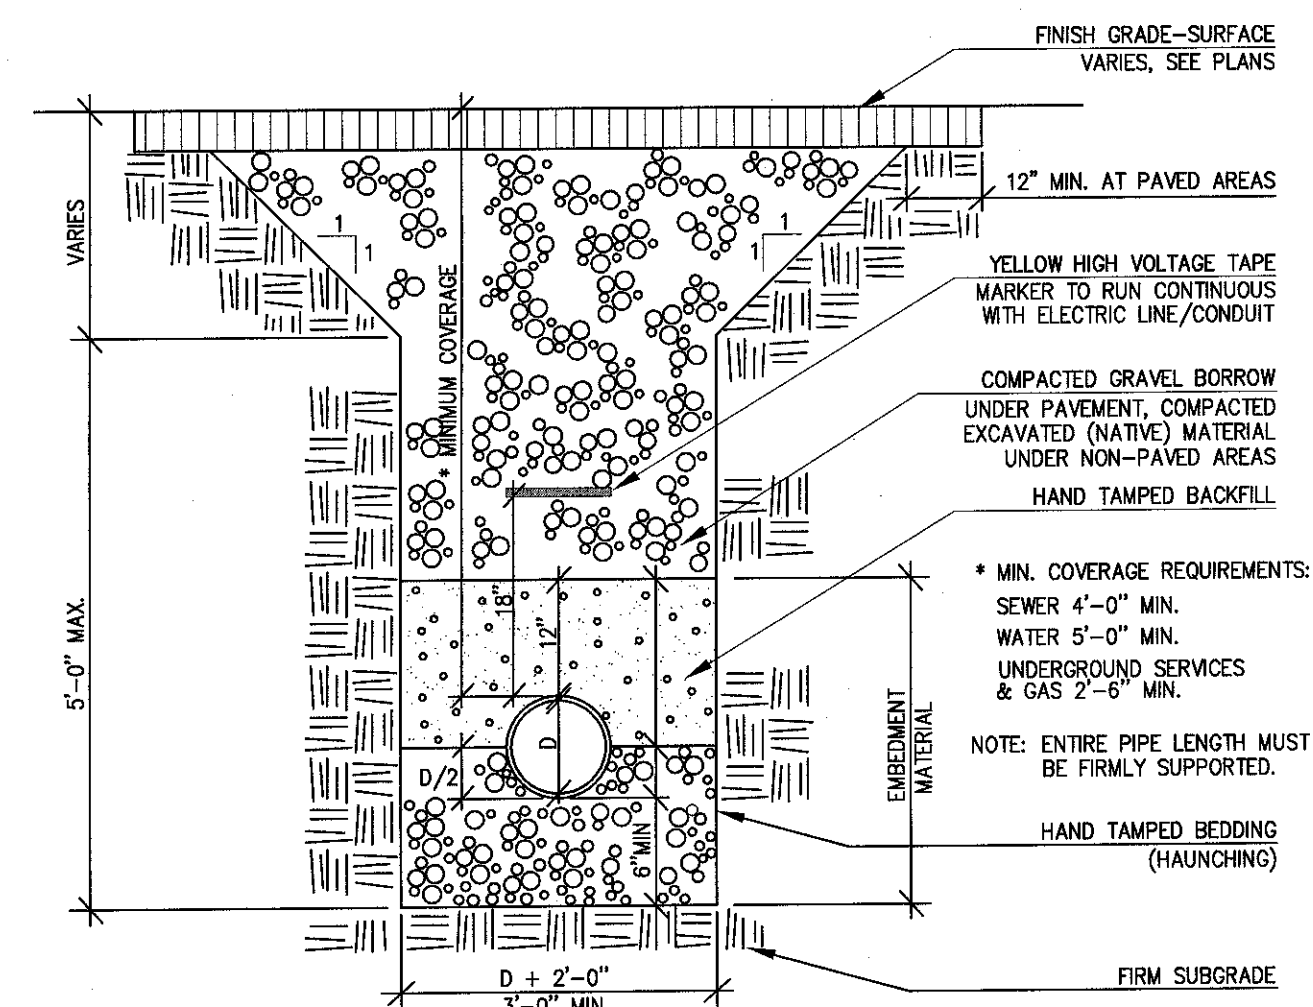 FINISH GRADE-SURFACE
VARIES, SEE PLANS
12" MIN. AT PAVED AREAS
VARIES
1
1
1
1
* MINIMUM COVERAGE
YELLOW HIGH VOLTAGE TAPE
MARKER TO RUN CONTINUOUS
WITH ELECTRIC LINE/CONDUIT
COMPACTED GRAVEL BORROW
UNDER PAVEMENT, COMPACTED
EXCAVATED (NATIVE) MATERIAL
UNDER NON-PAVED AREAS
HAND TAMPED BACKFILL
* MIN. COVERAGE REQUIREMENTS:
SEWER 4'-0" MIN.
WATER 5'-0" MIN.
UNDERGROUND SERVICES
& GAS 2'-6" MIN.
5'-0" MAX.
18"
12"
D
D/2
6"MIN
EMBEDMENT
MATERIAL
NOTE: ENTIRE PIPE LENGTH MUST
BE FIRMLY SUPPORTED.
HAND TAMPED BEDDING
(HAUNCHING)
FIRM SUBGRADE
D + 2'-0"
3'-0" MIN